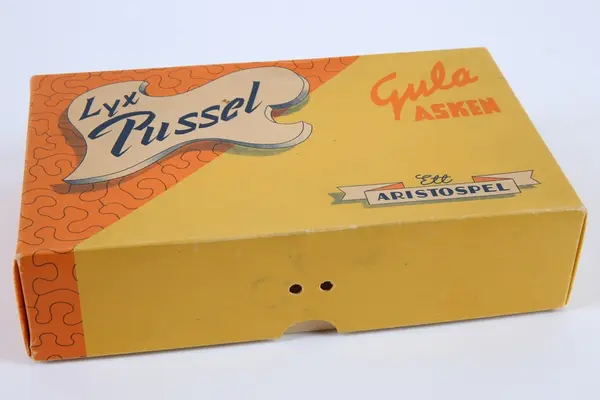 Lyx
Pussel
Gula
ASKEN
Ett
ARISTOSPEL